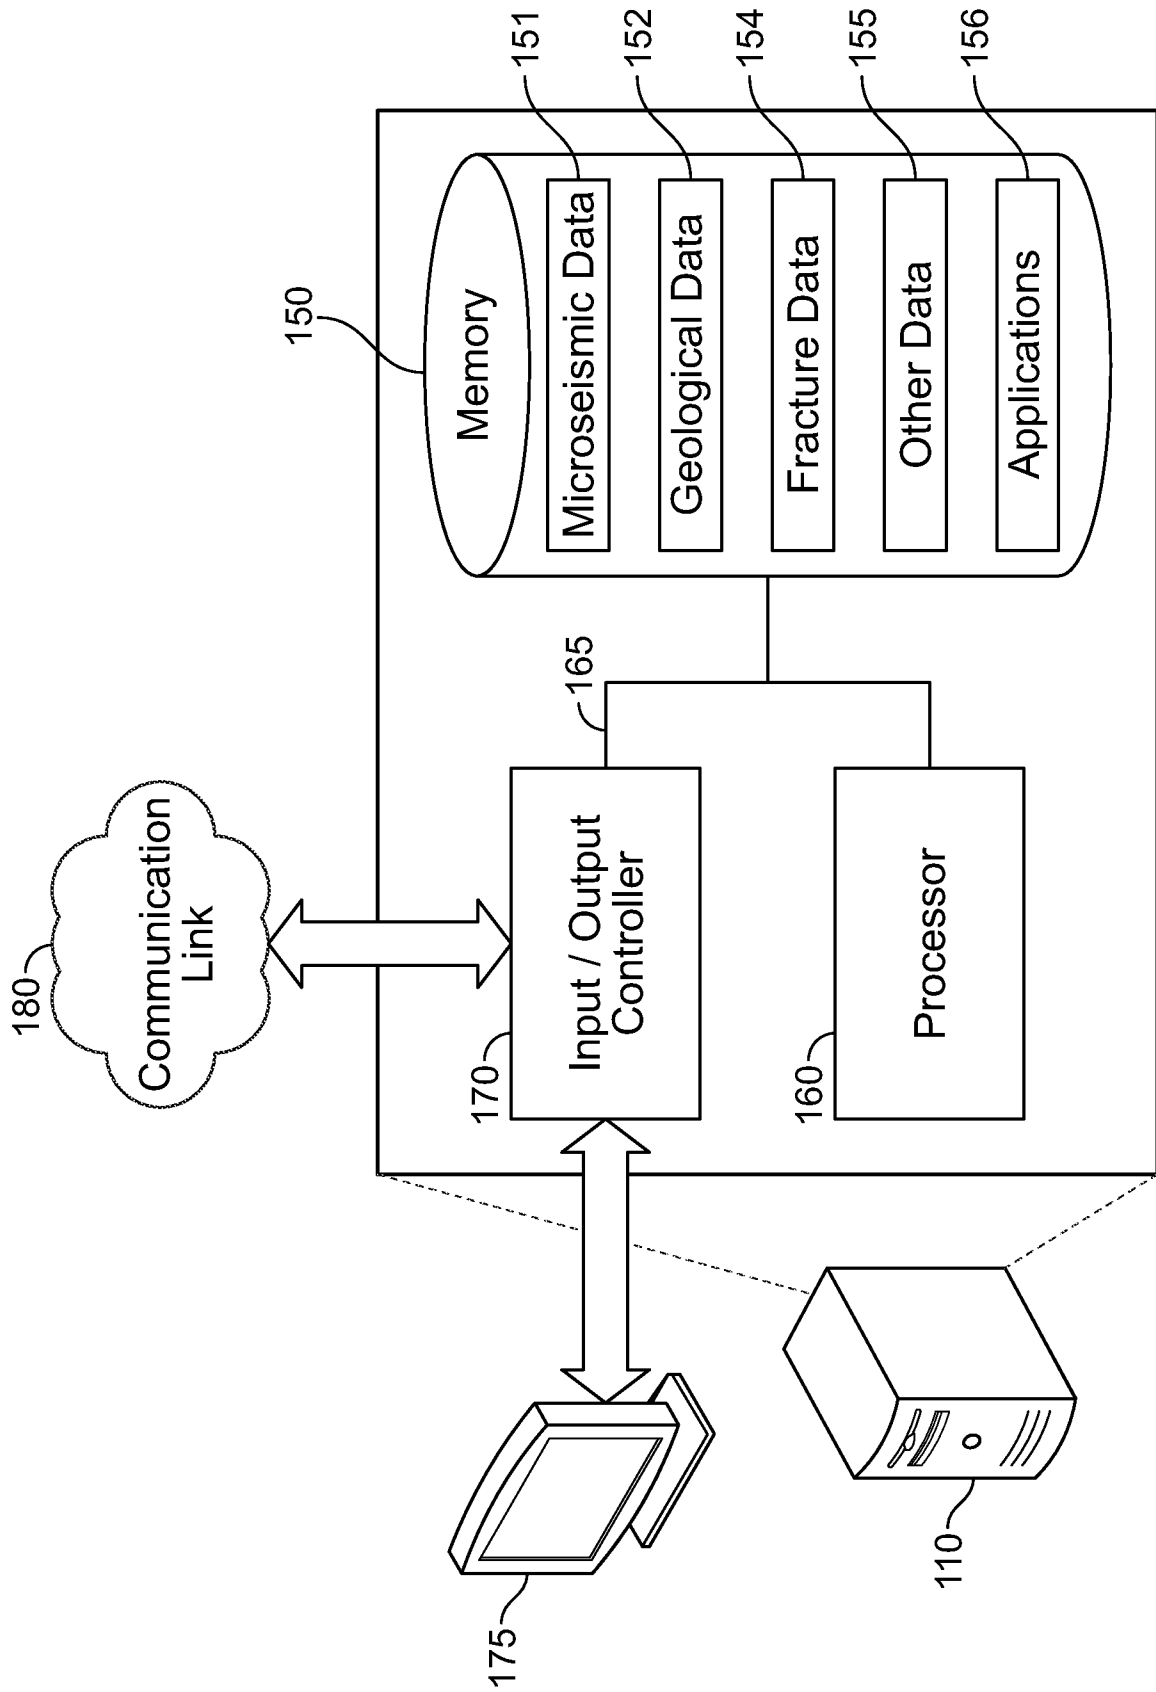 180
Communication
Link
150
Memory
Microseismic Data
151
Geological Data
152
Fracture Data
154
Other Data
155
Applications
156
165
170
Input / Output
Controller
160
Processor
175
110